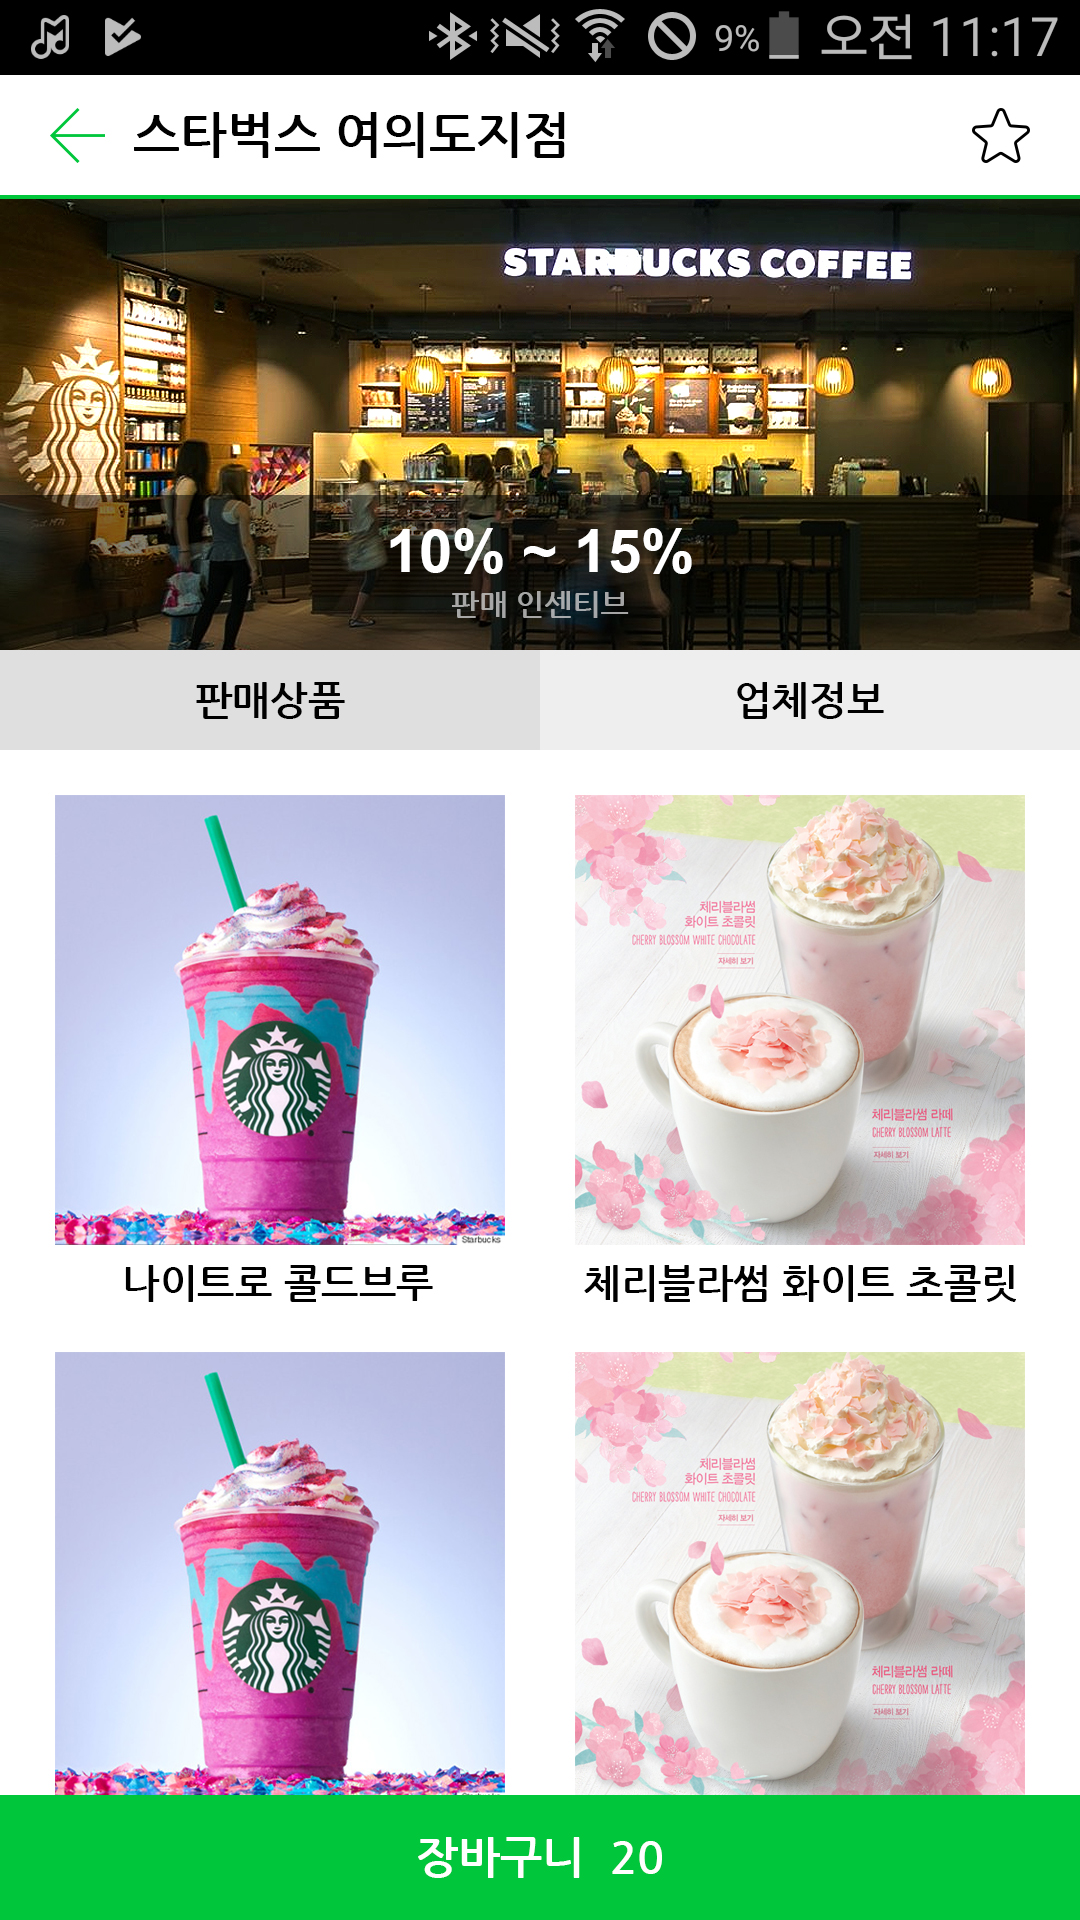 9% 오전 11:17
스타벅스 여의도지점
STARBUCKS COFFEE
10% ~ 15%
판매 인센티브
판매상품
업체정보
체리블라썸
화이트 초콜릿
CHERRY BLOSSOM WHITE CHOCOLATE
자세히 보기
체리블라썸 라떼
CHERRY BLOSSOM LATTE
자세히 보기
Starbucks
나이트로 콜드브루
체리블라썸 화이트 초콜릿
체리블라썸
화이트 초콜릿
CHERRY BLOSSOM WHITE CHOCOLATE
자세히 보기
체리블라썸 라떼
CHERRY BLOSSOM LATTE
자세히 보기
장바구니 20